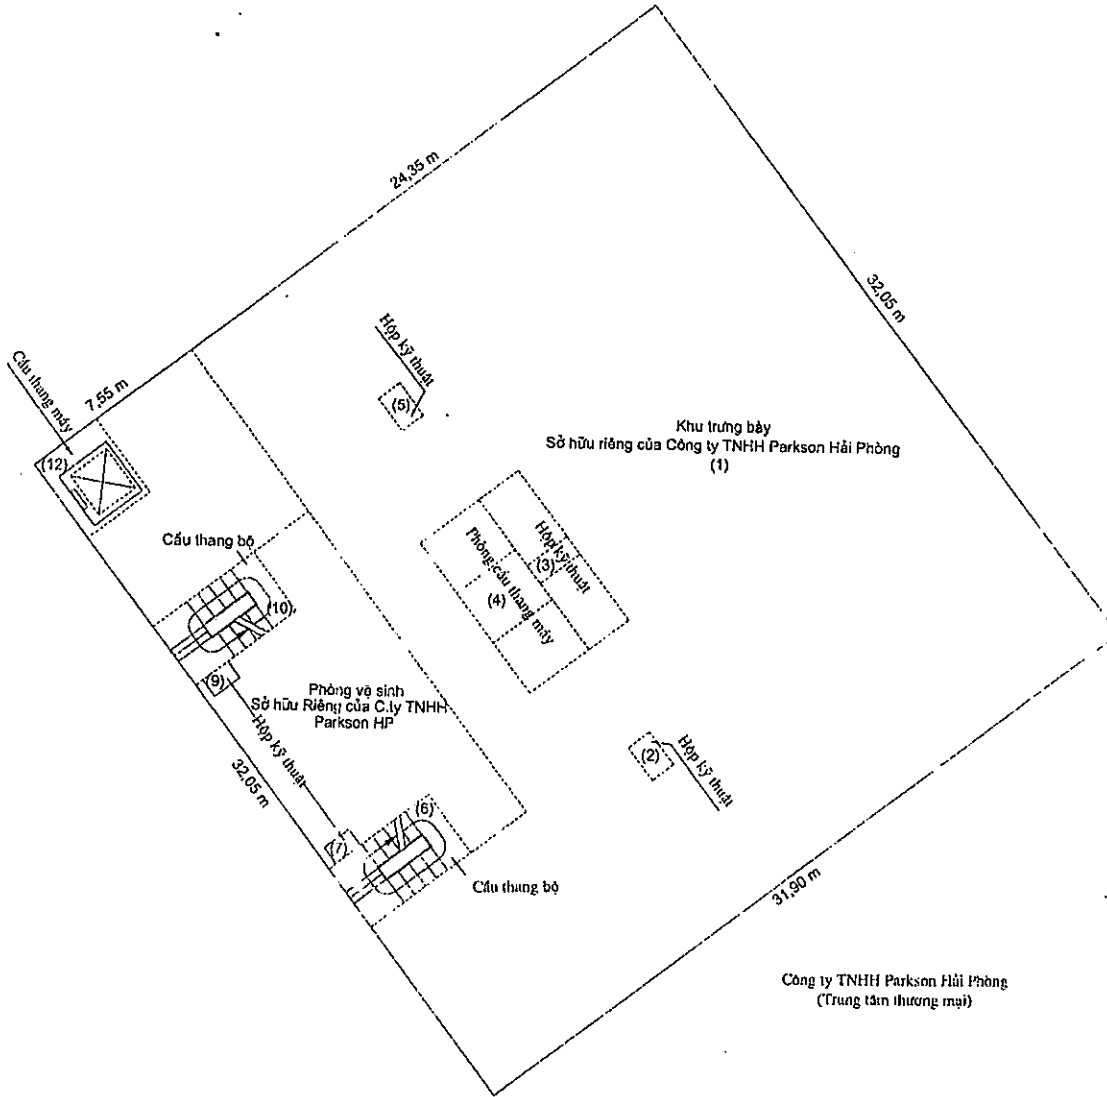 24,35 m
32,05 m
Hộp kỹ thuật
(5)
Cầu thang máy
7,55 m
(12)
Khu trưng bày
Sở hữu riêng của Công ty TNHH Parkson Hải Phòng
(1)
Cầu thang bộ
(10)
Hộp kỹ thuật
(3)
Phòng cầu thang máy
(4)
(9)
Phòng vệ sinh
Sở hữu Riêng của C.ty TNHH
Parkson HP
Hộp kỹ thuật
32,05 m
(2)
Hộp kỹ thuật
(6)
(7)
Cầu thang bộ
31,90 m
Công ty TNHH Parkson Hải Phòng
(Trung tâm thương mại)